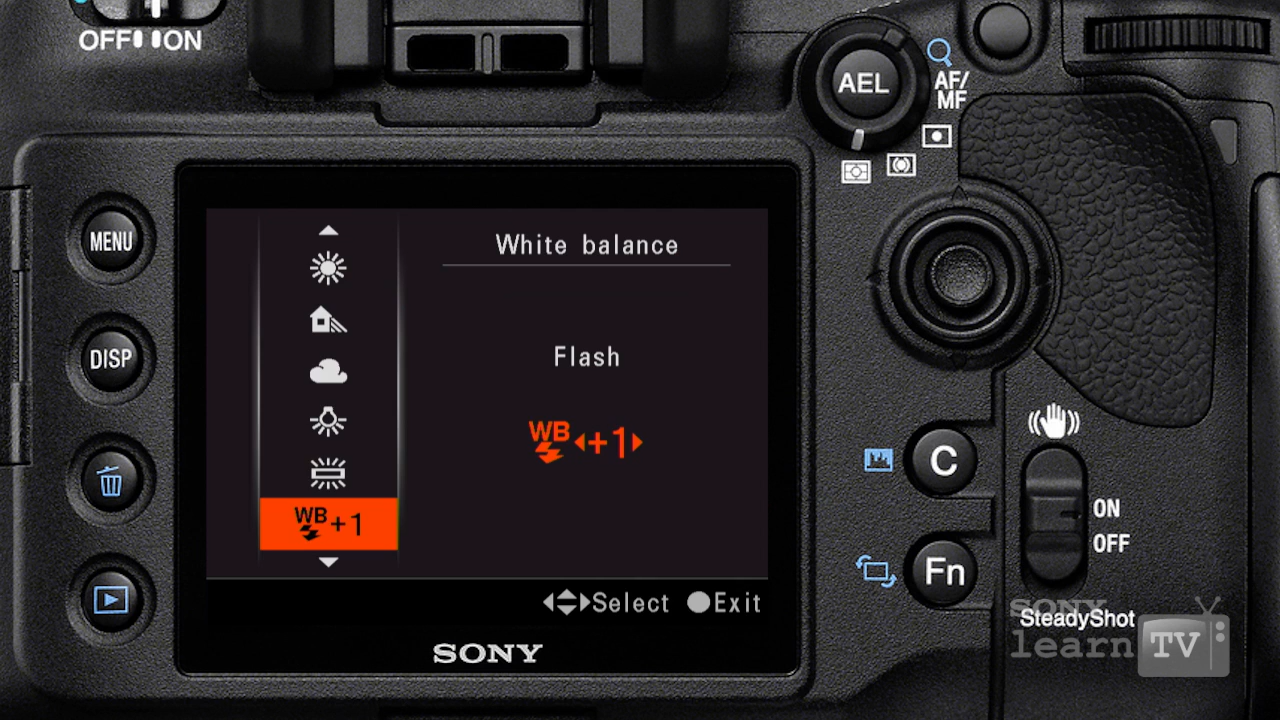 OFF ON
AEL
AF/
MF
MENU
White balance
DISP
Flash
WB +1
C
WB +1
ON
OFF
Fn
Select Exit
SteadyShot
SONY
SONY
learn TV